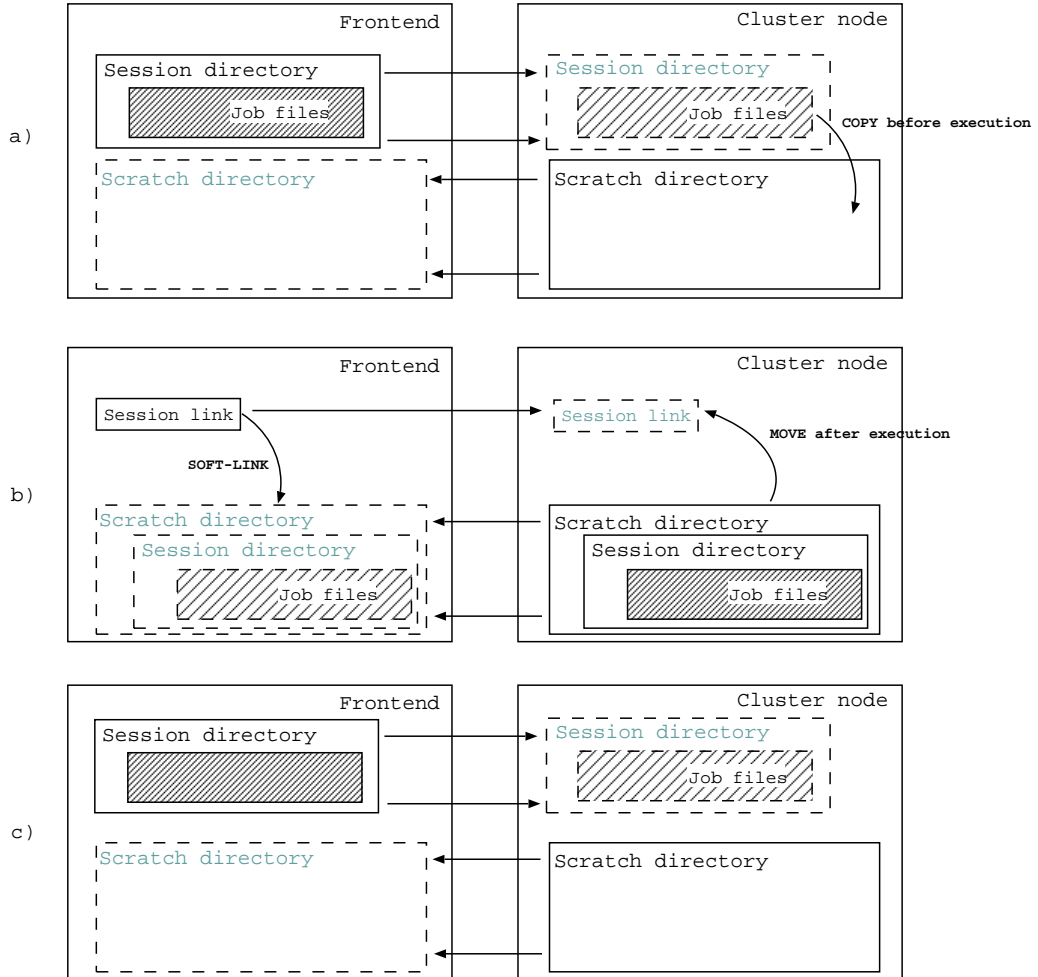 Frontend
Cluster node
Session directory
Session directory
Job files
Job files
a)
COPY before execution
Scratch directory
Scratch directory
Frontend
Cluster node
Session link
Session link
MOVE after execution
SOFT-LINK
b)
Scratch directory
Scratch directory
Session directory
Session directory
Job files
Job files
Frontend
Cluster node
Session directory
Session directory
Job files
c)
Scratch directory
Scratch directory